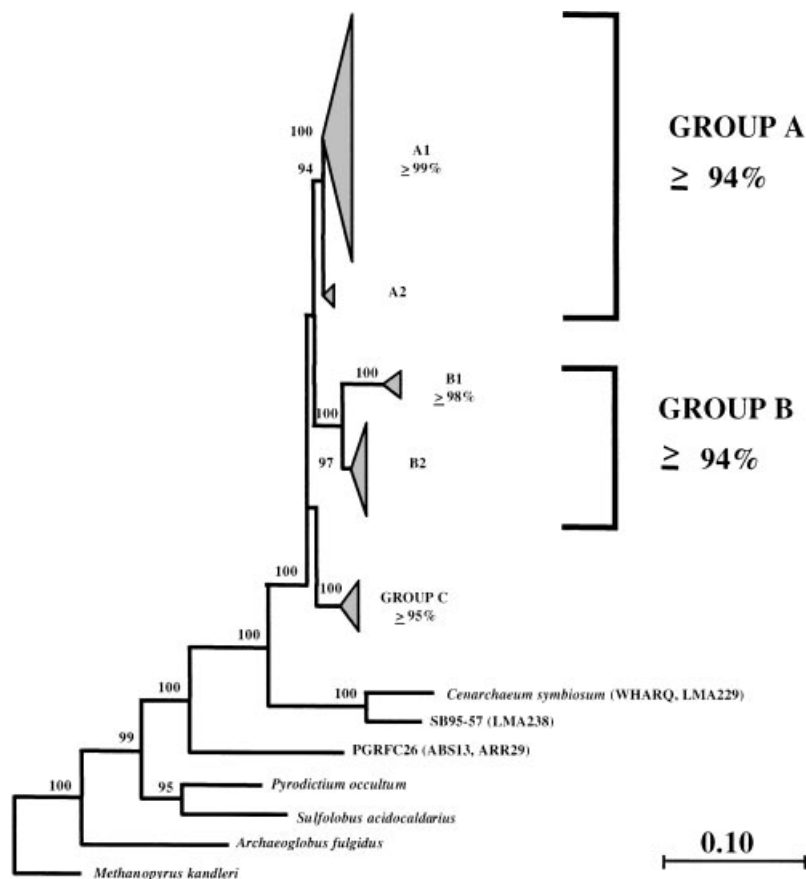 100
A1
≥ 99%
94
GROUP A
≥ 94%
A2
100
B1
≥ 98%
100
97
B2
GROUP B
≥ 94%
100
100
GROUP C
≥ 95%
100
100
Cenarchaeum symbiosum (WHARQ, LMA229)
SB95-57 (LMA238)
100
PGRFC26 (ABS13, ARR29)
99
95
Pyrodictium occultum
Sulfolobus acidocaldarius
100
Archaeoglobus fulgidus
Methanopyrus kandleri
0.10